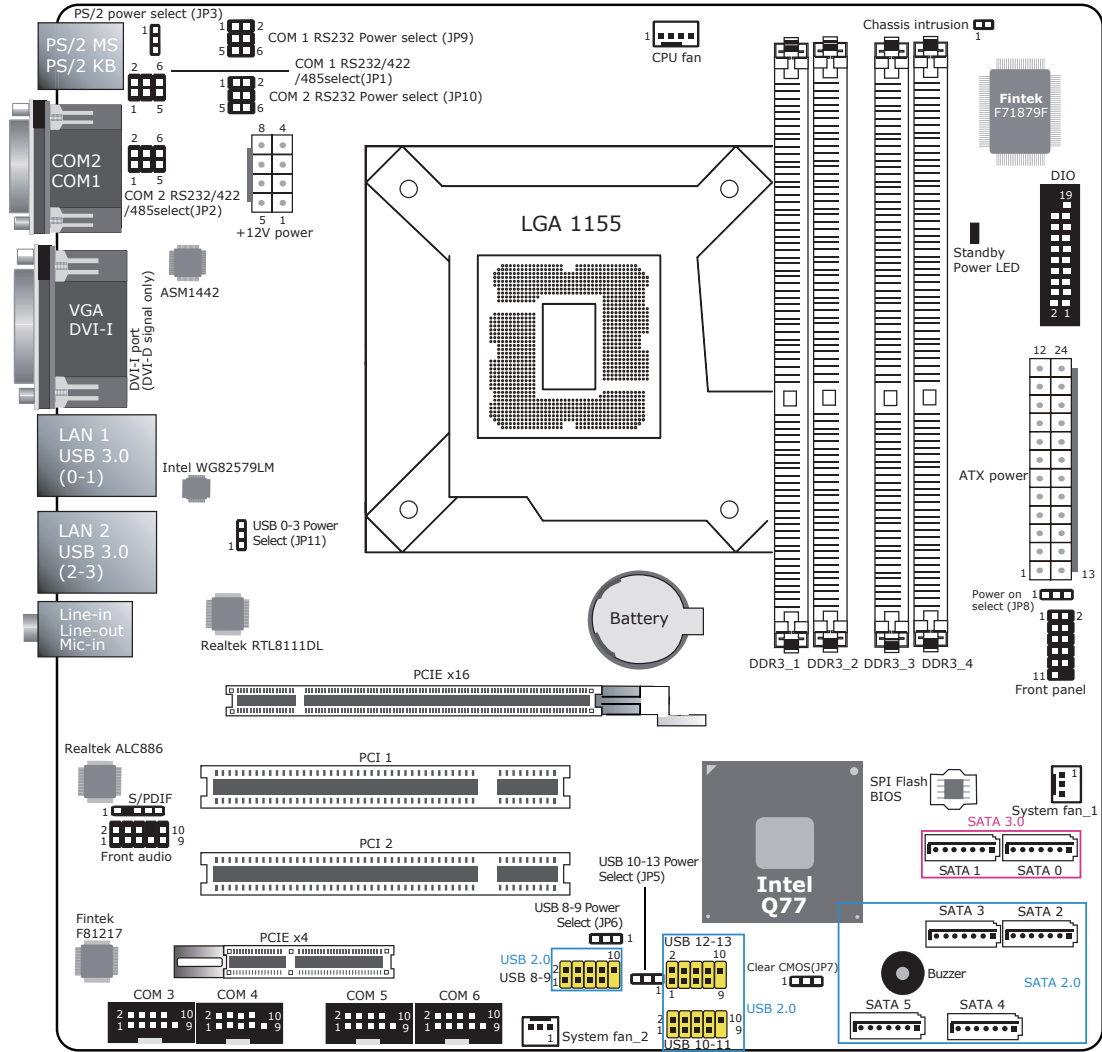 PS/2 power select (JP3)
1
PS/2 MS
PS/2 KB
1 2
5 6
COM 1 RS232 Power select (JP9)
COM 1 RS232/422
/485select(JP1)
2 6
1 5
1 2
5 6
COM 2 RS232 Power select (JP10)
COM2
COM1
2 6
1 5
COM 2 RS232/422
/485select(JP2)
8 4
5 1
+12V power
1
CPU fan
Chassis intrusion
1
Fintek
F71879F
DIO
19
2 1
Standby
Power LED
LGA 1155
ASM1442
VGA
DVI-I
DVI-I port
(DVI-D signal only)
12 24
ATX power
1 13
LAN 1
USB 3.0
(0-1)
Intel WG82579LM
LAN 2
USB 3.0
(2-3)
USB 0-3 Power
Select (JP11)
1
Line-in
Line-out
Mic-in
Realtek RTL8111DL
Battery
Power on
select (JP8)
1
1 2
11
Front panel
DDR3_1 DDR3_2 DDR3_3 DDR3_4
PCIE x16
Realtek ALC886
PCI 1
S/PDIF
1
2 10
1 9
Front audio
SPI Flash
BIOS
1
System fan_1
SATA 3.0
SATA 1 SATA 0
PCI 2
USB 10-13 Power
Select (JP5)
Intel
Q77
SATA 3 SATA 2
USB 8-9 Power
Select (JP6)
1
Fintek
F81217
PCIE x4
USB 2.0
USB 8-9
10
2
1
1
USB 12-13
2 10
1 9
Clear CMOS(JP7)
1
Buzzer
SATA 2.0
COM 3 COM 4 COM 5 COM 6
2 10
1 9
2 10
1 9
2 10
1 9
2 10
1 9
1
System fan_2
2 10
1 9
USB 10-11
USB 2.0
SATA 5 SATA 4